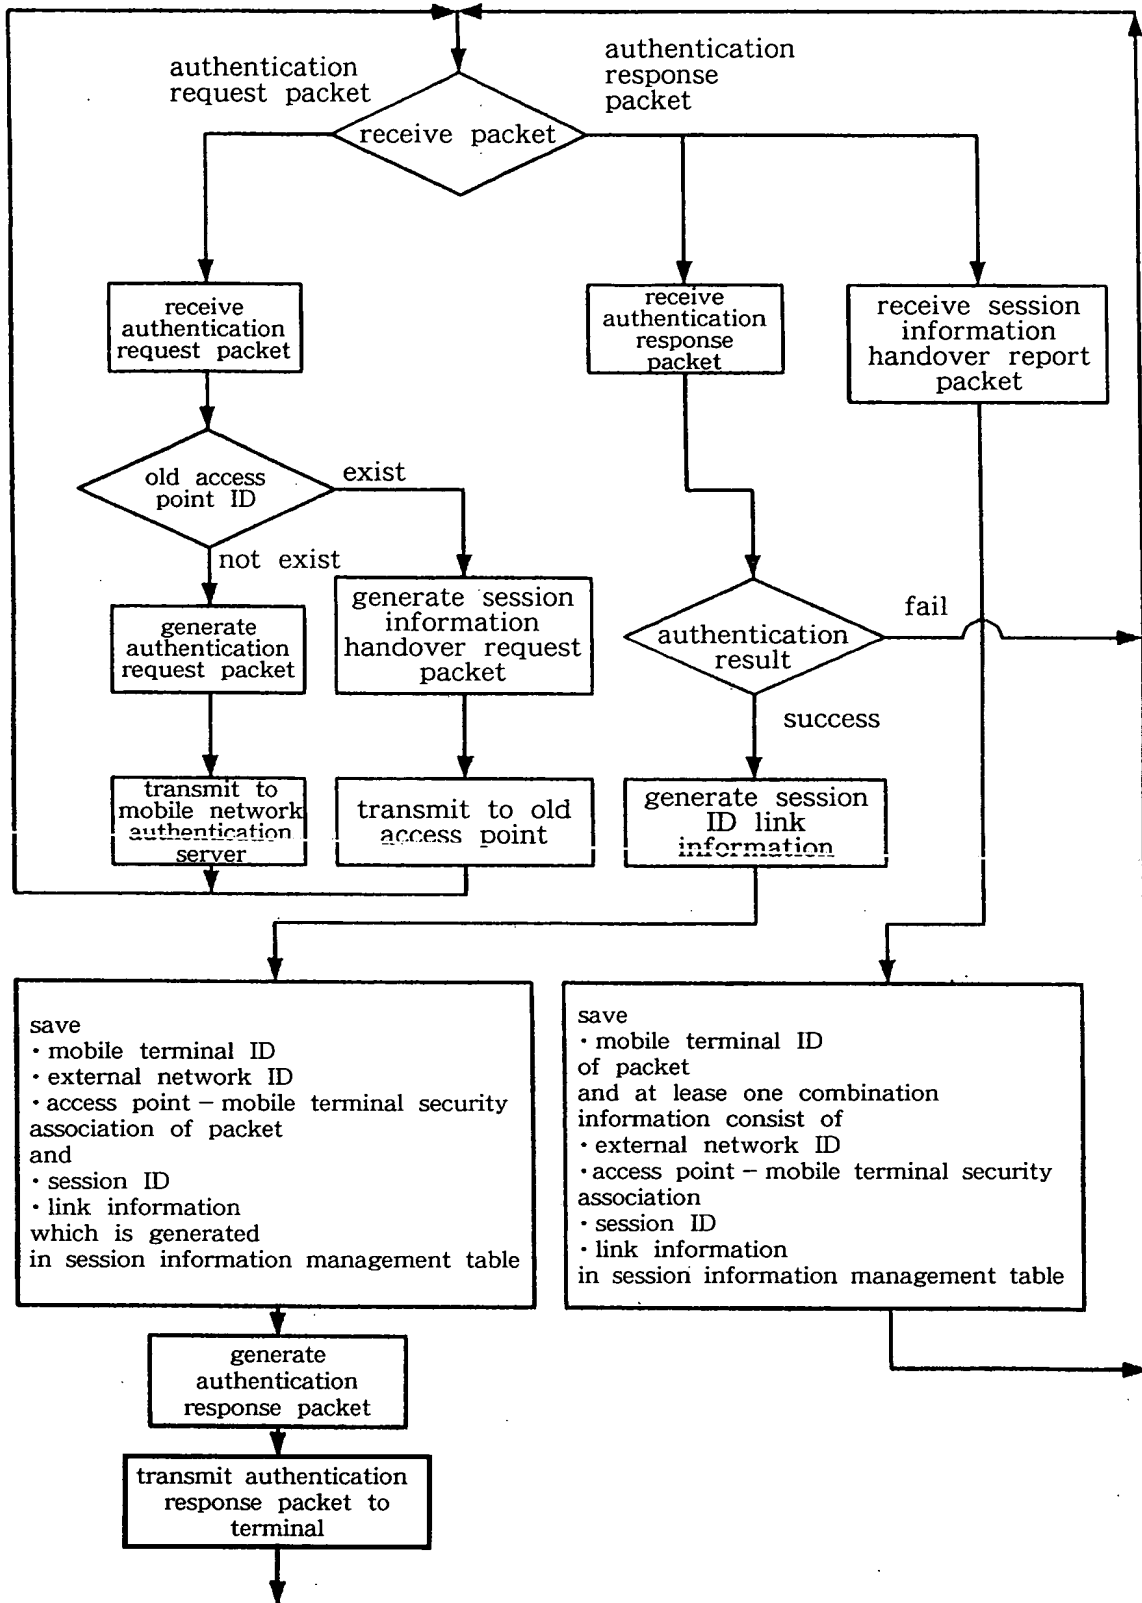 authentication
request packet
authentication
response
packet
receive packet
receive
authentication
request packet
receive
authentication
response
packet
receive session
information
handover report
packet
old access
point ID
exist
not exist
generate
authentication
request packet
generate session
information
handover request
packet
authentication
result
fail
success
transmit to
mobile network
authentication
server
transmit to old
access point
generate session
ID link
information
save
· mobile terminal ID
· external network ID
· access point – mobile terminal security
association of packet
and
· session ID
· link information
which is generated
in session information management table
save
· mobile terminal ID
of packet
and at lease one combination
information consist of
· external network ID
· access point – mobile terminal security
association
· session ID
· link information
in session information management table
generate
authentication
response packet
transmit authentication
response packet to
terminal